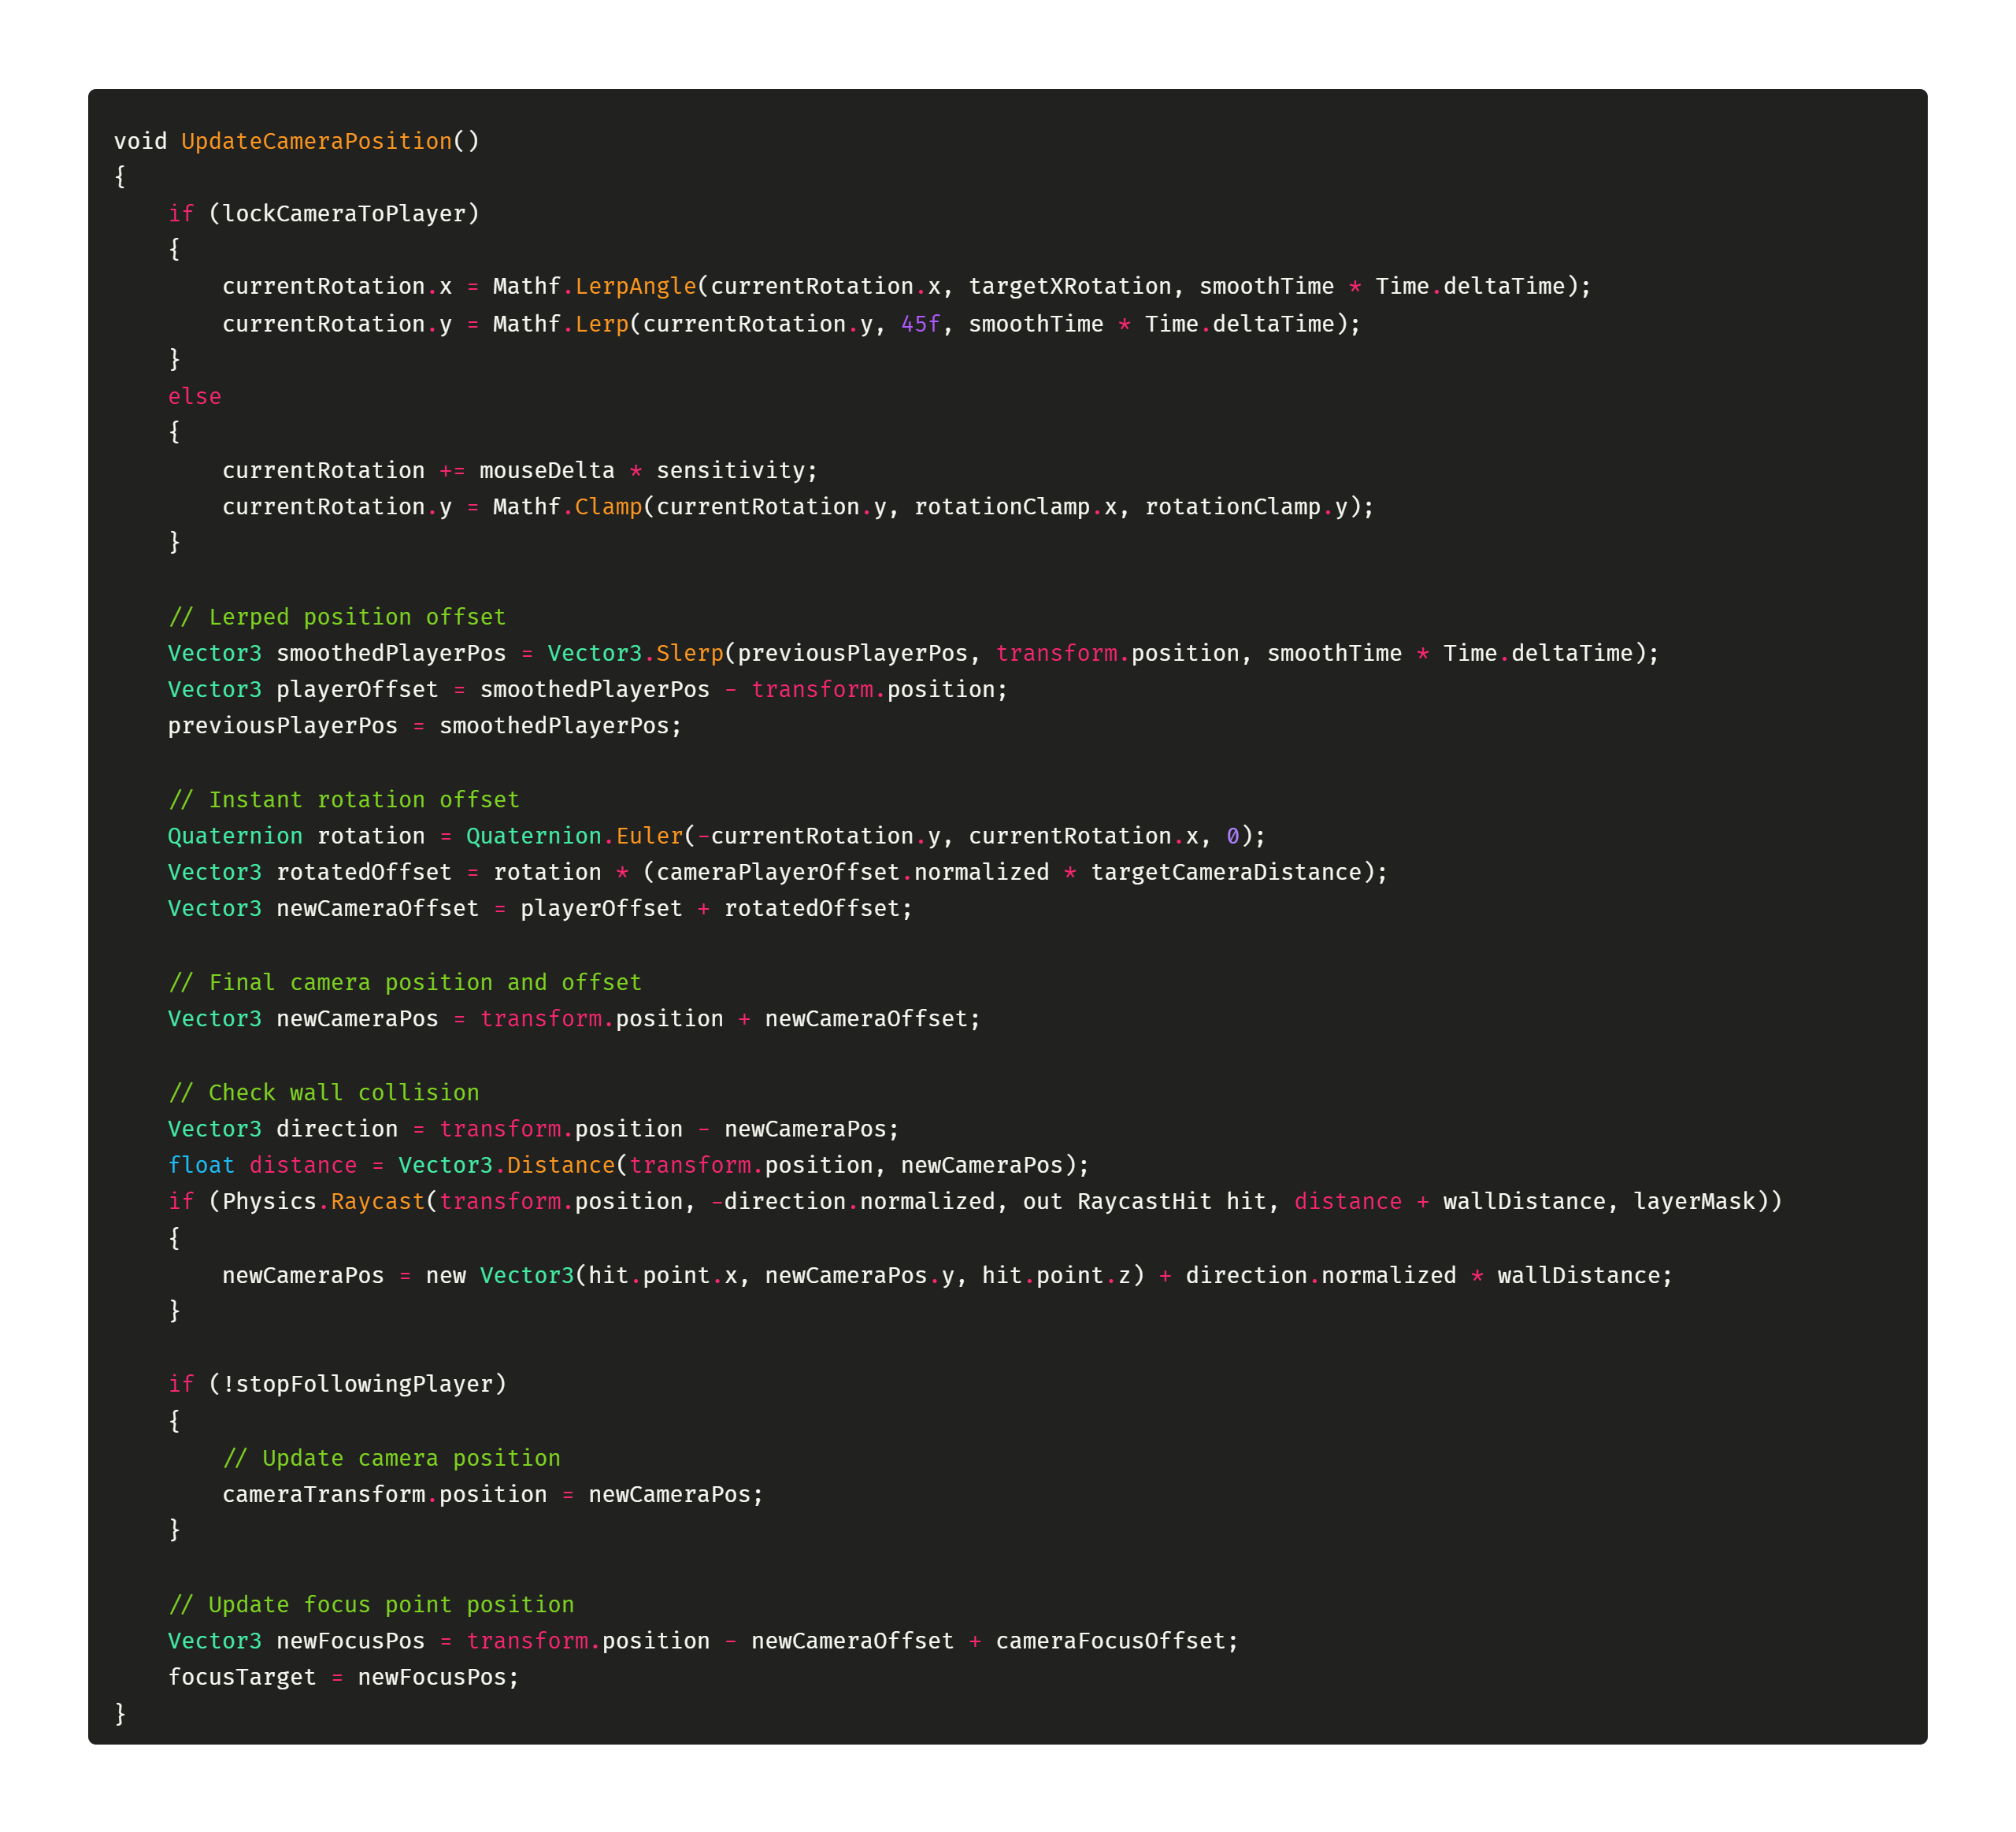 void UpdateCameraPosition()
{
    if (lockCameraToPlayer)
    {
        currentRotation.x = Mathf.LerpAngle(currentRotation.x, targetXRotation, smoothTime * Time.deltaTime);
        currentRotation.y = Mathf.Lerp(currentRotation.y, 45f, smoothTime * Time.deltaTime);
    }
    else
    {
        currentRotation += mouseDelta * sensitivity;
        currentRotation.y = Mathf.Clamp(currentRotation.y, rotationClamp.x, rotationClamp.y);
    }

    // Lerped position offset
    Vector3 smoothedPlayerPos = Vector3.Slerp(previousPlayerPos, transform.position, smoothTime * Time.deltaTime);
    Vector3 playerOffset = smoothedPlayerPos - transform.position;
    previousPlayerPos = smoothedPlayerPos;

    // Instant rotation offset
    Quaternion rotation = Quaternion.Euler(-currentRotation.y, currentRotation.x, 0);
    Vector3 rotatedOffset = rotation * (cameraPlayerOffset.normalized * targetCameraDistance);
    Vector3 newCameraOffset = playerOffset + rotatedOffset;

    // Final camera position and offset
    Vector3 newCameraPos = transform.position + newCameraOffset;

    // Check wall collision
    Vector3 direction = transform.position - newCameraPos;
    float distance = Vector3.Distance(transform.position, newCameraPos);
    if (Physics.Raycast(transform.position, -direction.normalized, out RaycastHit hit, distance + wallDistance, layerMask))
    {
        newCameraPos = new Vector3(hit.point.x, newCameraPos.y, hit.point.z) + direction.normalized * wallDistance;
    }

    if (!stopFollowingPlayer)
    {
        // Update camera position
        cameraTransform.position = newCameraPos;
    }

    // Update focus point position
    Vector3 newFocusPos = transform.position - newCameraOffset + cameraFocusOffset;
    focusTarget = newFocusPos;
}